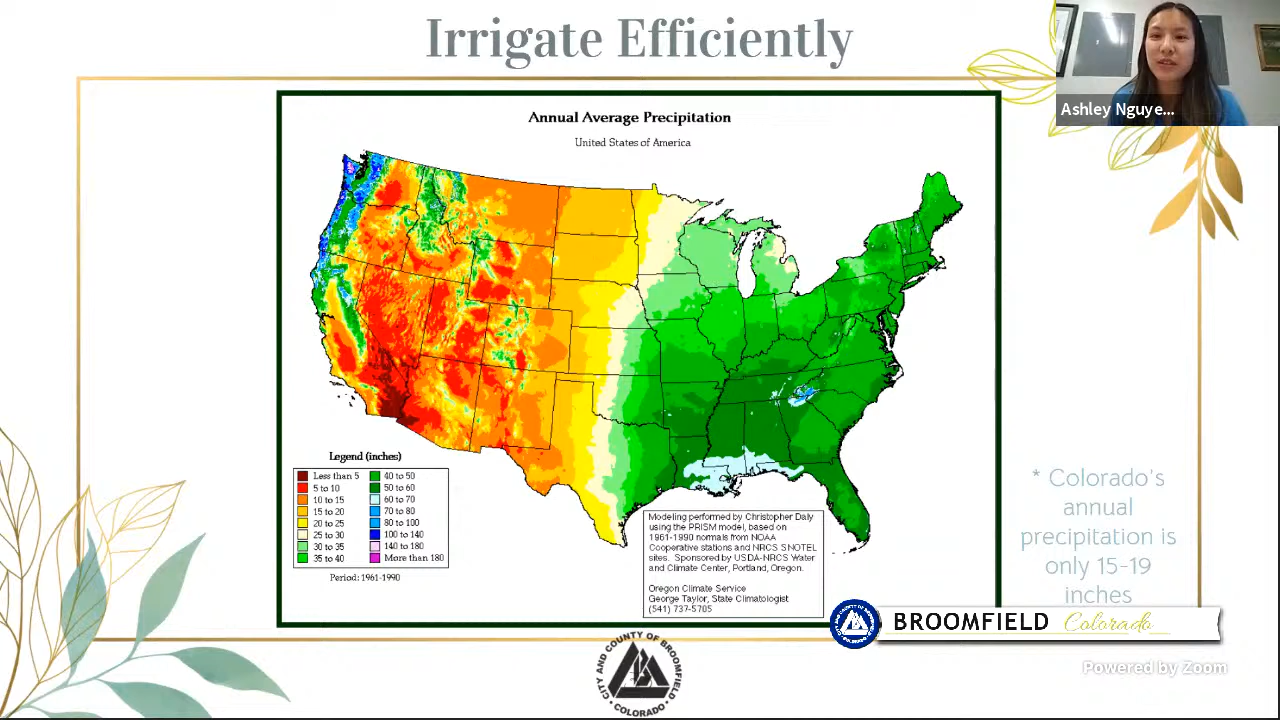 Irrigate Efficiently
Ashley Nguye...
Annual Average Precipitation
United States of America
Legend (inches)
Less than 5
5 to 10
10 to 15
15 to 20
20 to 25
25 to 30
30 to 35
35 to 40
40 to 50
50 to 60
60 to 70
70 to 80
80 to 100
100 to 140
140 to 180
More than 180
Period: 1961-1990
Modeling performed by Christopher Daly
using the PRISM model, based on
1961-1990 normals from NOAA
Cooperative stations and NRCS SNOTEL
sites. Sponsored by USDA-NRCS Water
and Climate Center, Portland, Oregon.
Oregon Climate Service
George Taylor, State Climatologist
(541) 737-5705
* Colorado's
annual
precipitation is
only 15-19
inches
BROOMFIELD Colorado
Powered by Zoom
CITY AND COUNTY OF BROOMFIELD
• COLORADO •